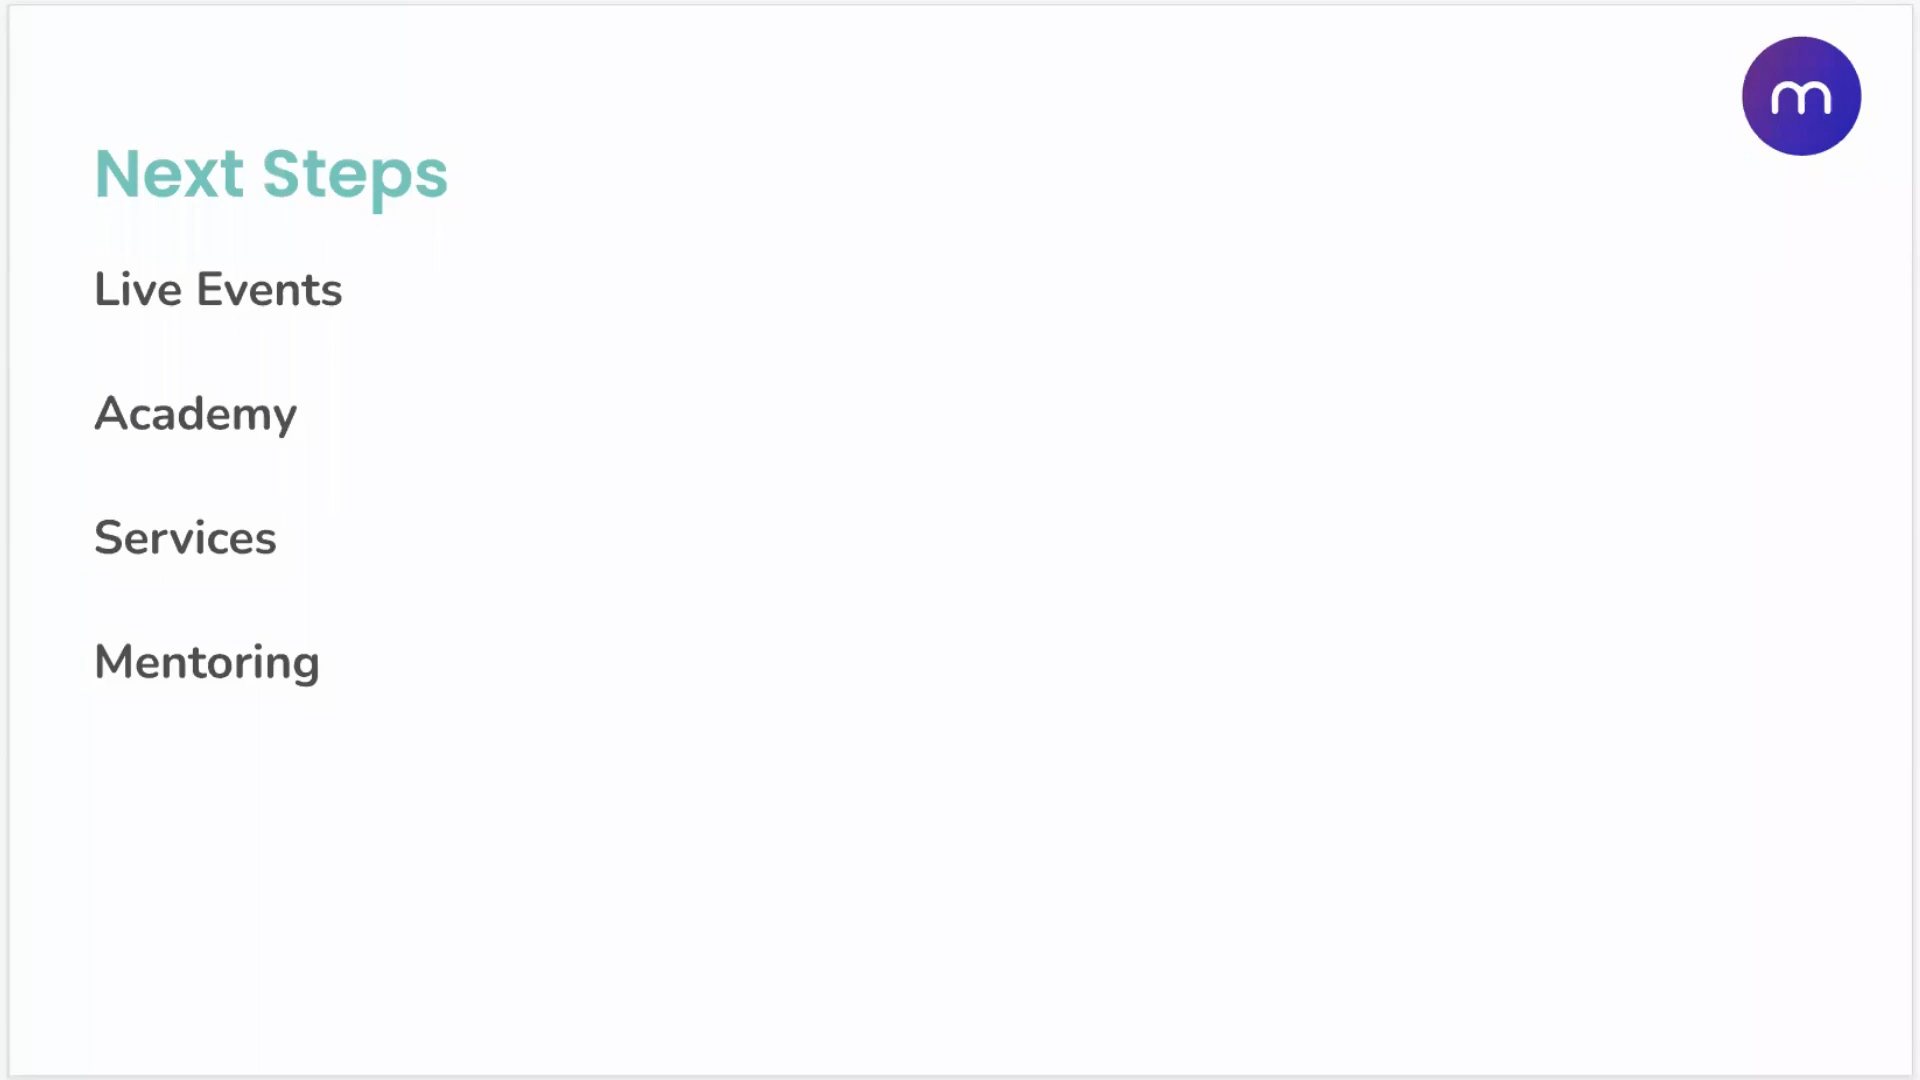 m
Next Steps
Live Events
Academy
Services
Mentoring